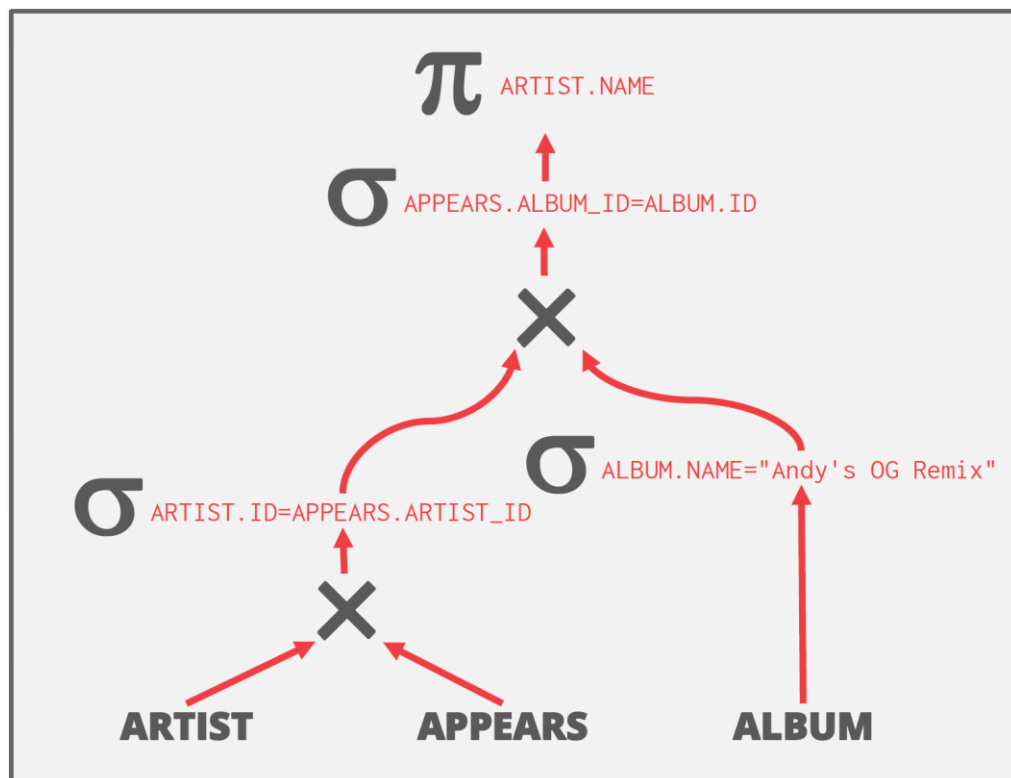 π ARTIST.NAME
σ APPEARS.ALBUM_ID=ALBUM.ID
×
σ ALBUM.NAME="Andy's OG Remix"
σ ARTIST.ID=APPEARS.ARTIST_ID
×
ARTIST APPEARS ALBUM